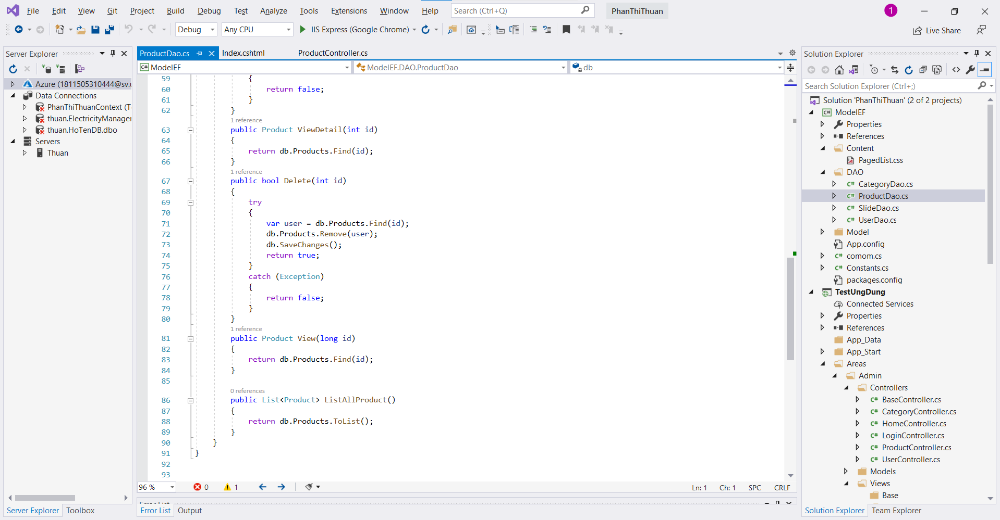 File Edit View Git Project Build Debug Test Analyze Tools Extensions Window Help Search (Ctrl+Q) PhanThiThuan 1
Debug Any CPU IIS Express (Google Chrome) Live Share
Server Explorer
Azure (1811505310444@sv.u
Data Connections
PhanThiThuanContext (T
thuan.ElectricityManager
thuan.HoTenDB.dbo
Servers
Thuan
Server Explorer Toolbox
ProductDao.cs Index.cshtml ProductController.cs
C# ModelEF ModelEF.DAO.ProductDao db
59 {
60 return false;
61 }
62 }
1 reference
63 public Product ViewDetail(int id)
64 {
65 return db.Products.Find(id);
66 }
1 reference
67 public bool Delete(int id)
68 {
69 try
70 {
71 var user = db.Products.Find(id);
72 db.Products.Remove(user);
73 db.SaveChanges();
74 return true;
75 }
76 catch (Exception)
77 {
78 return false;
79 }
80 }
1 reference
81 public Product View(long id)
82 {
83 return db.Products.Find(id);
84 }
85
0 references
86 public List<Product> ListAllProduct()
87 {
88 return db.Products.ToList();
89 }
90 }
91 }
92
93
96 % 0 1 Ln: 1 Ch: 1 SPC CRLF
Error List
Error List Output
Solution Explorer
Search Solution Explorer (Ctrl+;)
Solution 'PhanThiThuan' (2 of 2 projects)
C# ModelEF
Properties
References
Content
PagedList.css
DAO
C# CategoryDao.cs
C# ProductDao.cs
C# SlideDao.cs
C# UserDao.cs
Model
App.config
C# comom.cs
C# Constants.cs
packages.config
TestUngDung
Connected Services
Properties
References
App_Data
App_Start
Areas
Admin
Controllers
C# BaseController.cs
C# CategoryController.cs
C# HomeController.cs
C# LoginController.cs
C# ProductController.cs
C# UserController.cs
Models
Views
Base
Solution Explorer Team Explorer